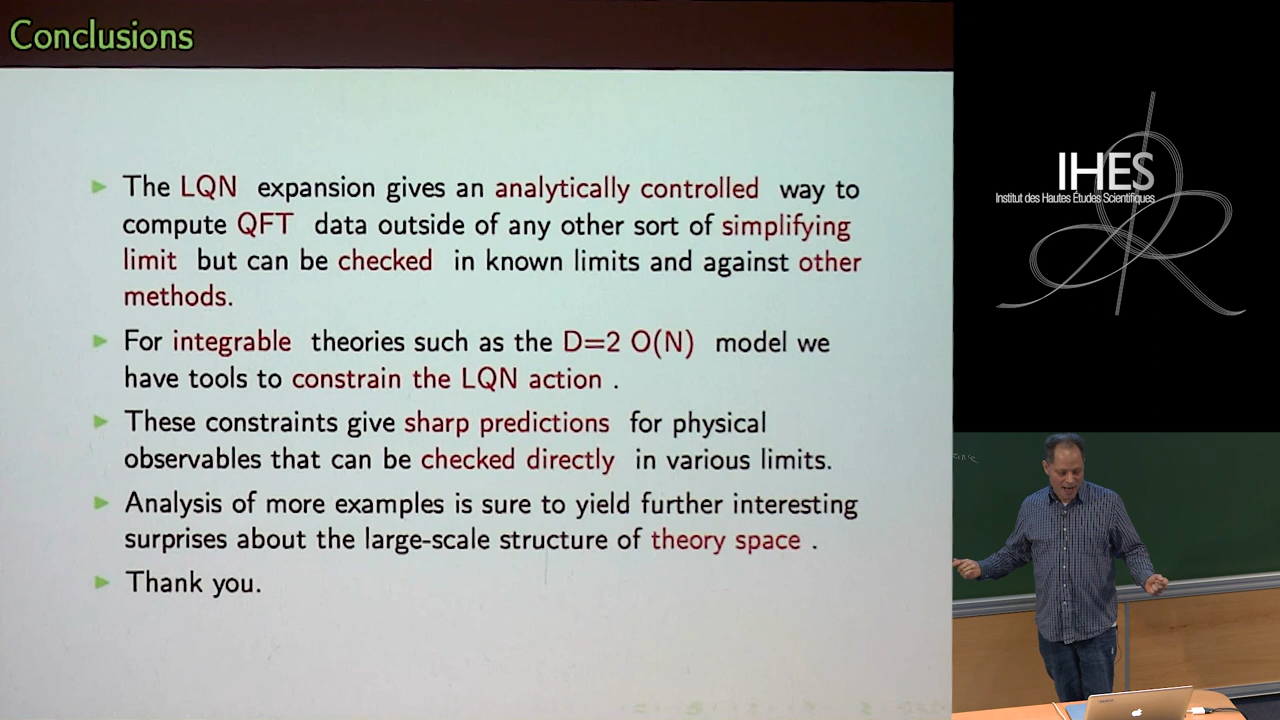 Conclusions
The LQN expansion gives an analytically controlled way to
compute QFT data outside of any other sort of simplifying
limit but can be checked in known limits and against other
methods.
For integrable theories such as the D=2 O(N) model we
have tools to constrain the LQN action .
These constraints give sharp predictions for physical
observables that can be checked directly in various limits.
Analysis of more examples is sure to yield further interesting
surprises about the large-scale structure of theory space .
Thank you.
IHES
Institut des Hautes Études Scientifiques
MacBook